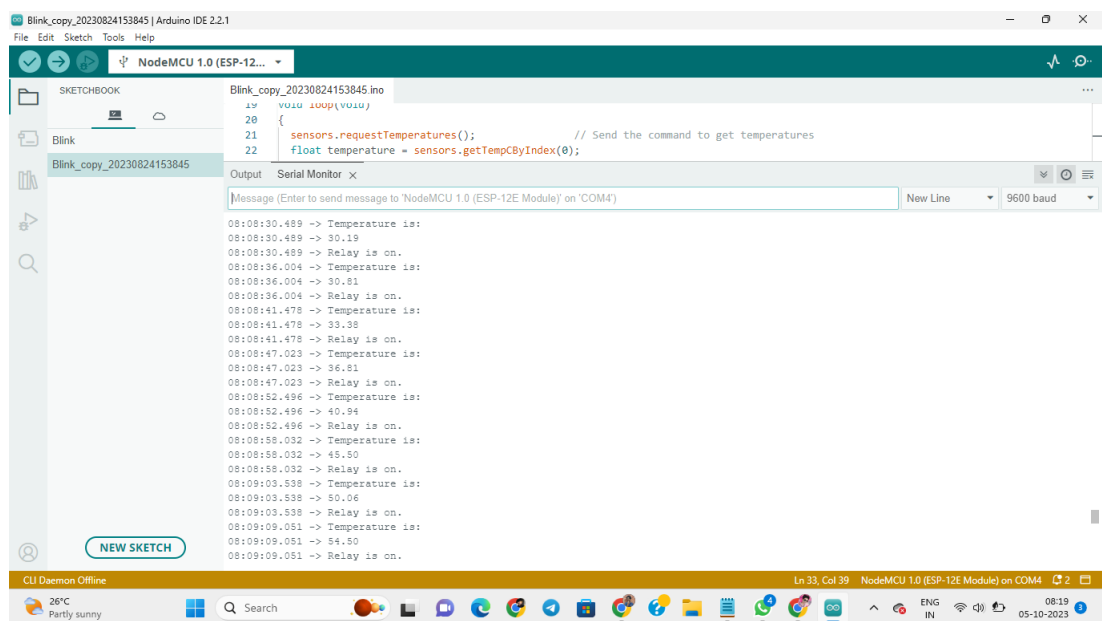 Blink_copy_20230824153845 | Arduino IDE 2.2.1
File Edit Sketch Tools Help
NodeMCU 1.0 (ESP-12...
SKETCHBOOK
Blink
Blink_copy_20230824153845
NEW SKETCH
Blink_copy_20230824153845.ino
19 void loop(void)
20 {
21 sensors.requestTemperatures(); // Send the command to get temperatures
22 float temperature = sensors.getTempCByIndex(0);
Output Serial Monitor
Message (Enter to send message to 'NodeMCU 1.0 (ESP-12E Module)' on 'COM4') New Line 9600 baud
08:08:30.489 -> Temperature is:
08:08:30.489 -> 30.19
08:08:30.489 -> Relay is on.
08:08:36.004 -> Temperature is:
08:08:36.004 -> 30.81
08:08:36.004 -> Relay is on.
08:08:41.478 -> Temperature is:
08:08:41.478 -> 33.38
08:08:41.478 -> Relay is on.
08:08:47.023 -> Temperature is:
08:08:47.023 -> 36.81
08:08:47.023 -> Relay is on.
08:08:52.496 -> Temperature is:
08:08:52.496 -> 40.94
08:08:52.496 -> Relay is on.
08:08:58.032 -> Temperature is:
08:08:58.032 -> 45.50
08:08:58.032 -> Relay is on.
08:09:03.538 -> Temperature is:
08:09:03.538 -> 50.06
08:09:03.538 -> Relay is on.
08:09:09.051 -> Temperature is:
08:09:09.051 -> 54.50
08:09:09.051 -> Relay is on.
CLI Daemon Offline Ln 33, Col 39 NodeMCU 1.0 (ESP-12E Module) on COM4 2
26°C
Partly sunny
Search
4
ENG
IN
08:19
05-10-2023
3